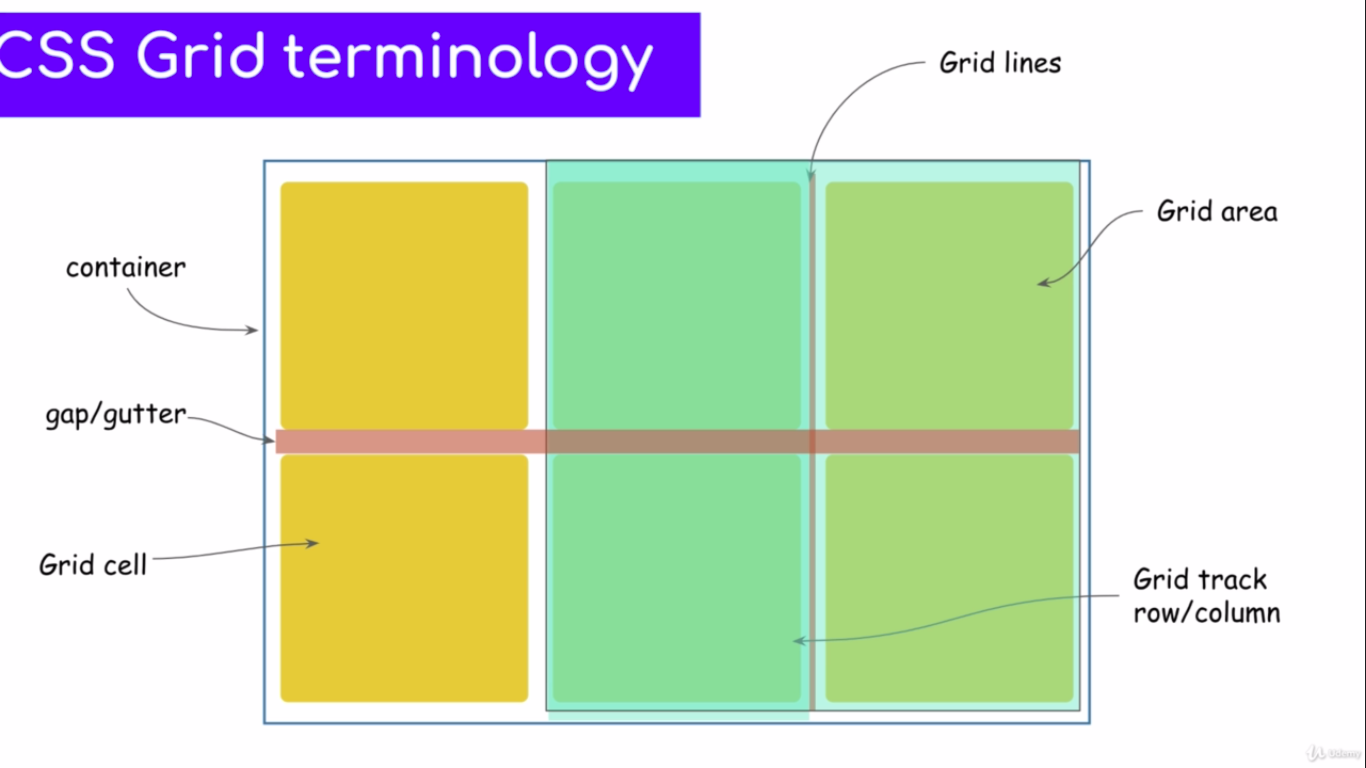 CSS Grid terminology
Grid lines
Grid area
container
gap/gutter
Grid cell
Grid track
row/column
Udemy